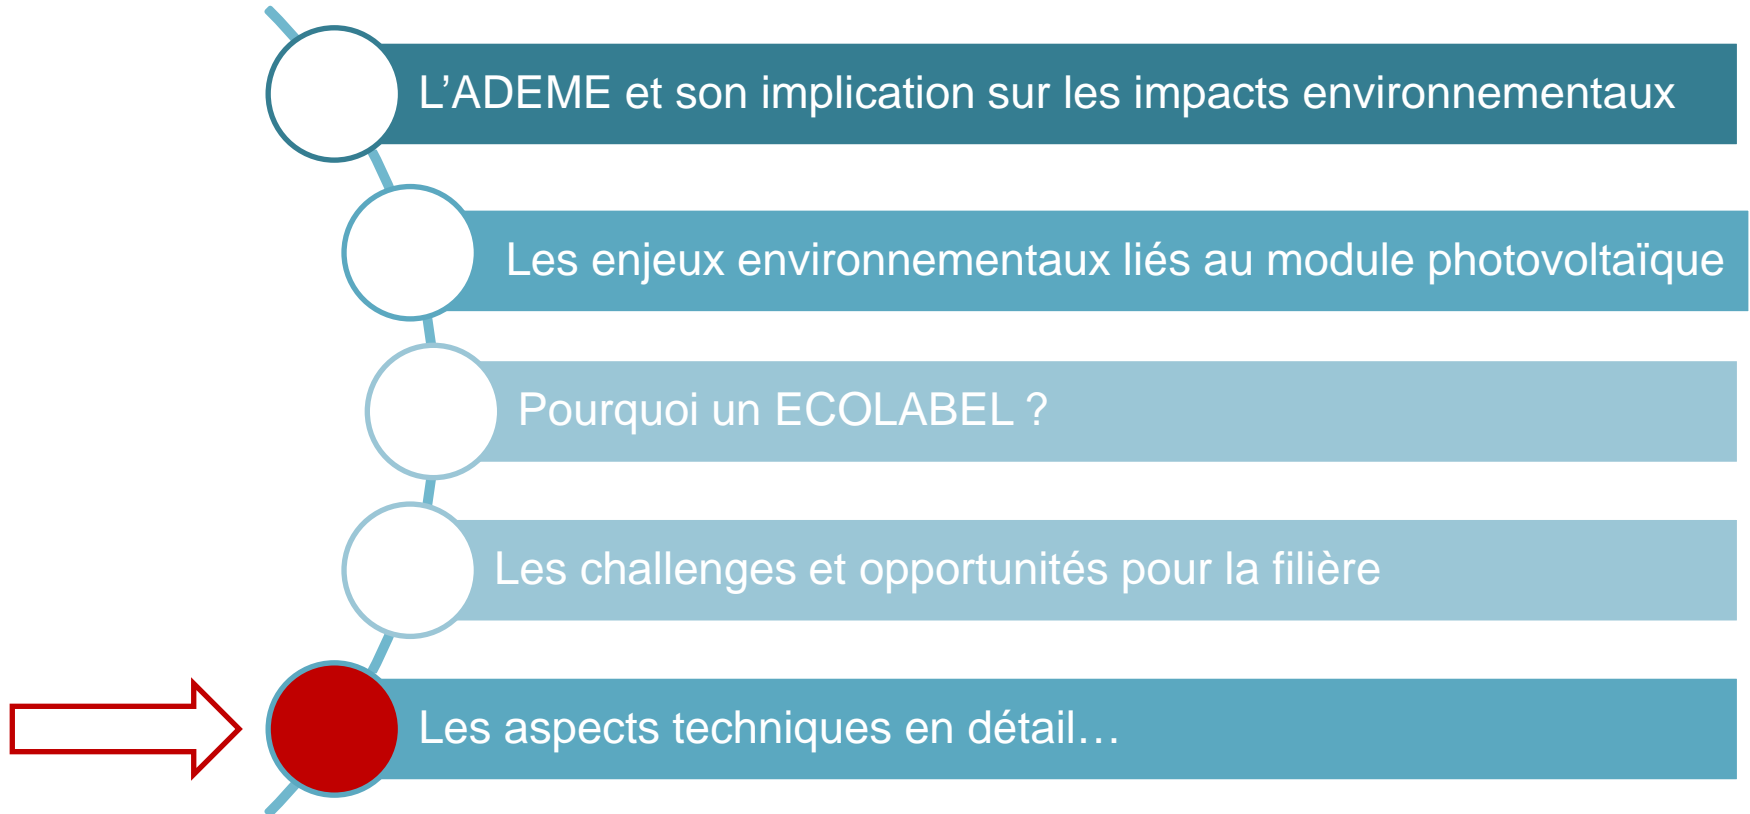 L’ADEME et son implication sur les impacts environnementaux
Les enjeux environnementaux liés au module photovoltaïque
Pourquoi un ECOLABEL ?
Les challenges et opportunités pour la filière
Les aspects techniques en détail…